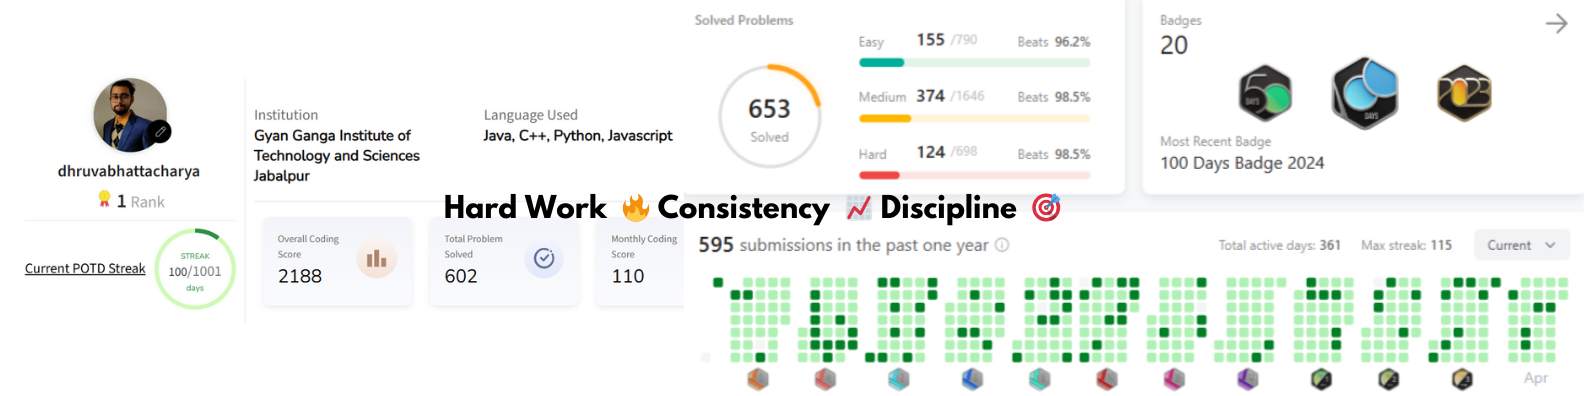 dhruvabhattacharya
1 Rank
Current POTD Streak
STREAK
100/1001
days
Institution
Gyan Ganga Institute of
Technology and Sciences
Jabalpur
Language Used
Java, C++, Python, Javascript
Overall Coding
Score
2188
Total Problem
Solved
602
Monthly Coding
Score
110
Hard Work 🔥 Consistency 📈 Discipline 🎯
Solved Problems
653
Solved
Easy 155 /790 Beats 96.2%
Medium 374 /1646 Beats 98.5%
Hard 124 /698 Beats 98.5%
Badges
20
50
DAYS
DAYS
2023
Most Recent Badge
100 Days Badge 2024
595 submissions in the past one year
Total active days: 361 Max streak: 115 Current
Apr